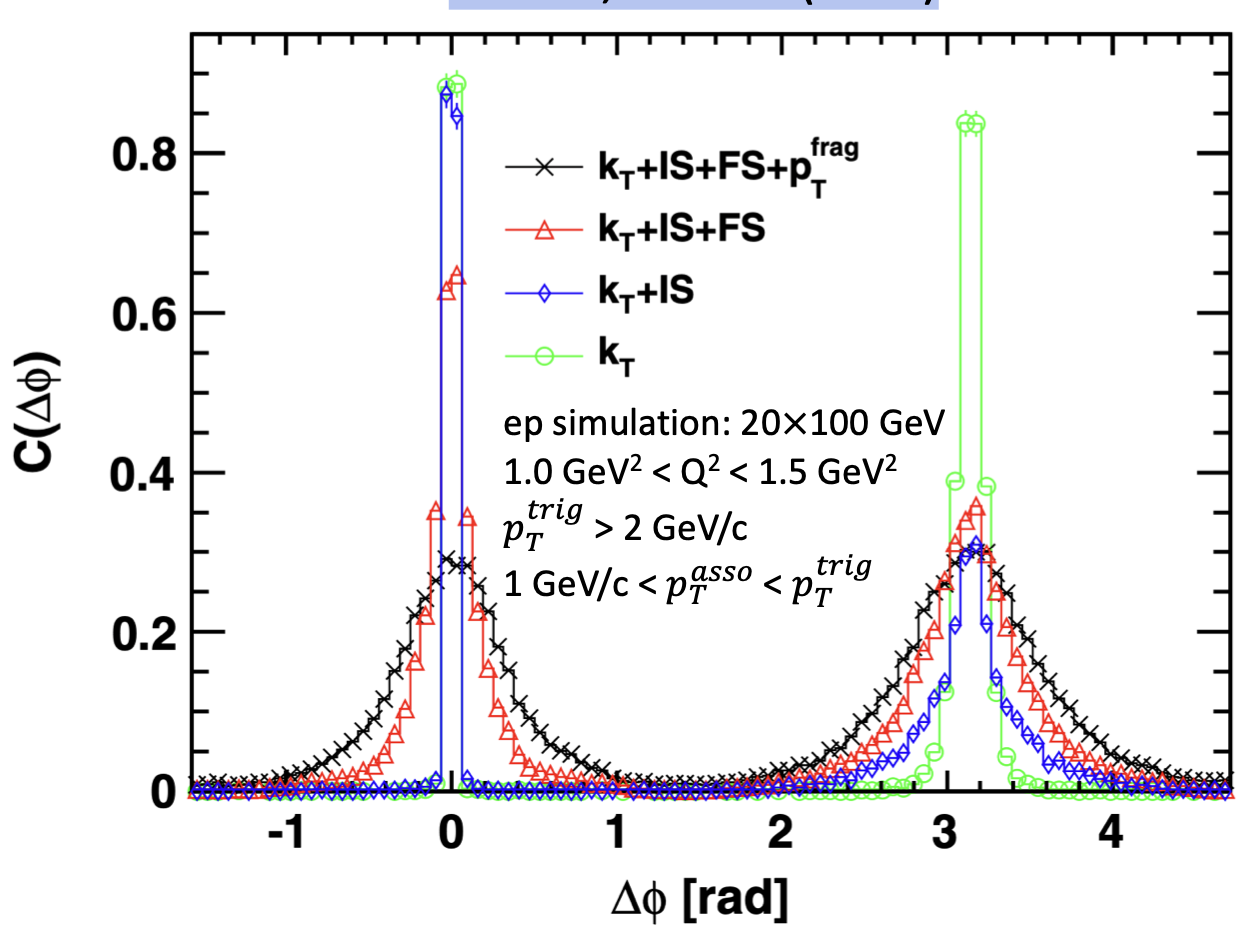 0.8
0.6
0.4
0.2
0
C(Δϕ)
k_T+IS+FS+p_T^frag
k_T+IS+FS
k_T+IS
k_T
ep simulation: 20×100 GeV
1.0 GeV² < Q² < 1.5 GeV²
p_T^trig > 2 GeV/c
1 GeV/c < p_T^asso < p_T^trig
-1 0 1 2 3 4
Δϕ [rad]